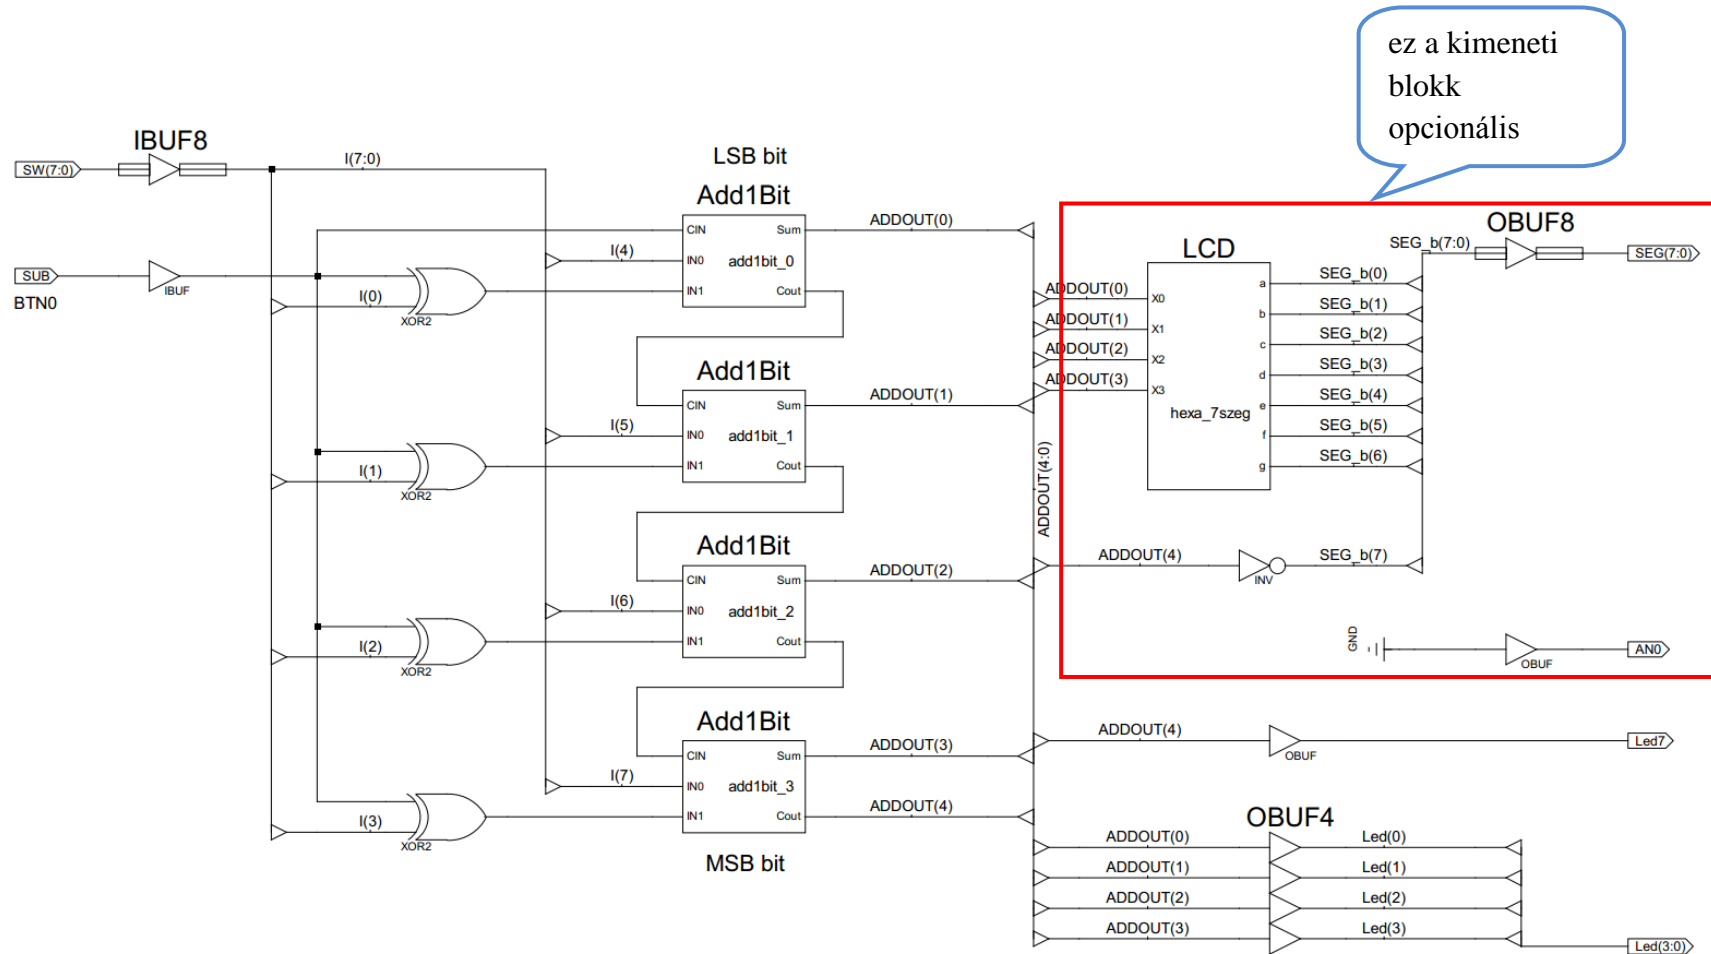 ez a kimeneti
blokk
opcionális
IBUF8
SW(7:0)
I(7:0)
SUB
BTN0
IBUF
I(0)
XOR2
I(1)
XOR2
I(2)
XOR2
I(3)
XOR2
LSB bit
Add1Bit
CIN
Sum
I(4)
IN0
add1bit_0
IN1
Cout
ADDOUT(0)
Add1Bit
CIN
Sum
I(5)
IN0
add1bit_1
IN1
Cout
ADDOUT(1)
Add1Bit
CIN
Sum
I(6)
IN0
add1bit_2
IN1
Cout
ADDOUT(2)
Add1Bit
CIN
Sum
I(7)
IN0
add1bit_3
IN1
Cout
ADDOUT(3)
ADDOUT(4)
MSB bit
ADDOUT(4:0)
ADDOUT(0)
ADDOUT(1)
ADDOUT(2)
ADDOUT(3)
LCD
X0
X1
X2
X3
hexa_7szeg
a
b
c
d
e
f
g
SEG_b(0)
SEG_b(1)
SEG_b(2)
SEG_b(3)
SEG_b(4)
SEG_b(5)
SEG_b(6)
SEG_b(7:0)
OBUF8
SEG(7:0)
ADDOUT(4)
INV
SEG_b(7)
GND
OBUF
AN0
ADDOUT(4)
OBUF
Led7
OBUF4
ADDOUT(0)
Led(0)
ADDOUT(1)
Led(1)
ADDOUT(2)
Led(2)
ADDOUT(3)
Led(3)
Led(3:0)